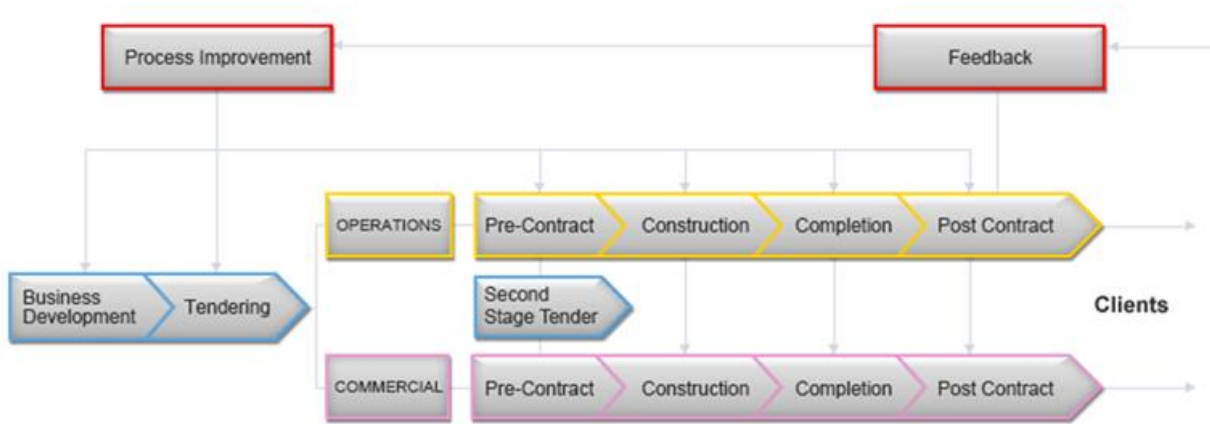 Process Improvement
Feedback
OPERATIONS
Pre-Contract
Construction
Completion
Post Contract
Business
Development
Tendering
Second
Stage Tender
Clients
COMMERCIAL
Pre-Contract
Construction
Completion
Post Contract